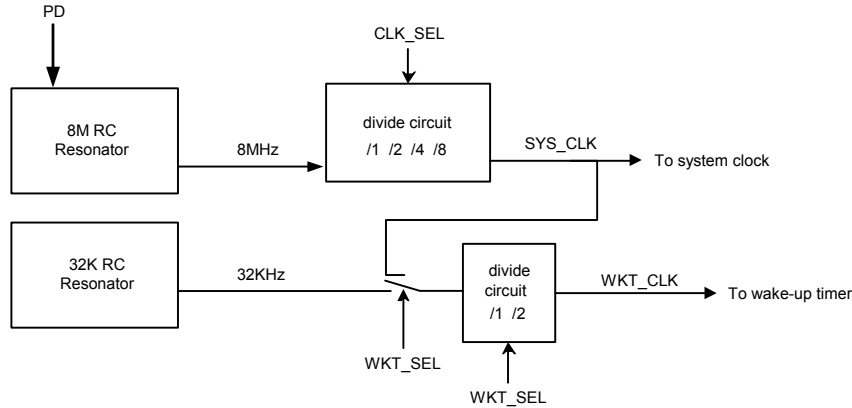 PD
CLK_SEL
8M RC
Resonator
8MHz
divide circuit
/1 /2 /4 /8
SYS_CLK
To system clock
32K RC
Resonator
32KHz
divide
circuit
/1 /2
WKT_CLK
To wake-up timer
WKT_SEL
WKT_SEL